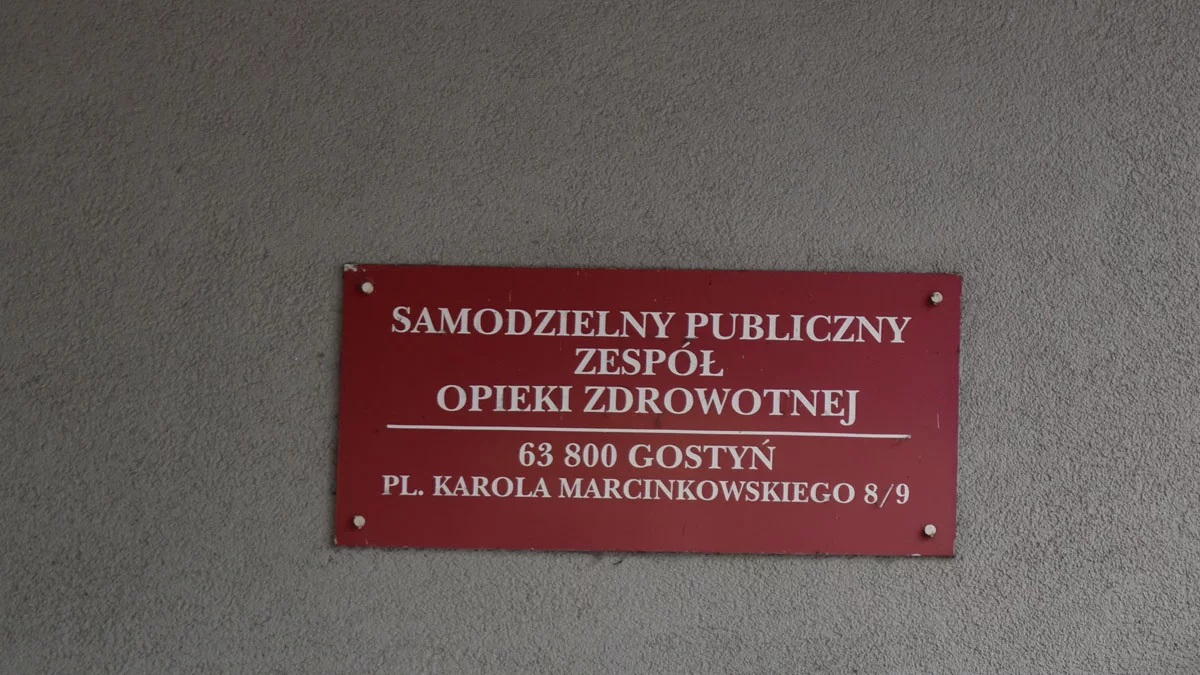 SAMODZIELNY PUBLICZNY
ZESPÓŁ
OPIEKI ZDROWOTNEJ
63 800 GOSTYŃ
PL. KAROLA MARCINKOWSKIEGO 8/9